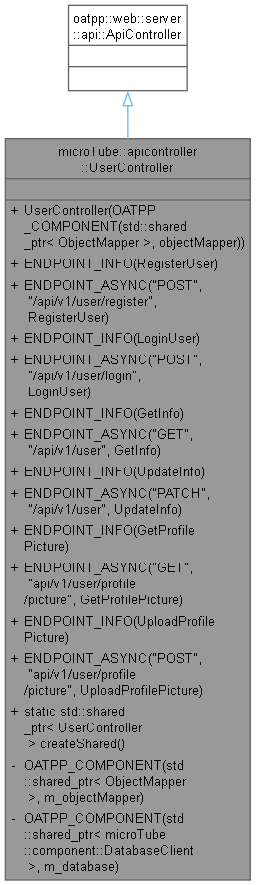 oatpp::web::server
::api::ApiController
microTube::apicontroller
::UserController
+ UserController(OATPP
_COMPONENT(std::shared
_ptr< ObjectMapper >, objectMapper))
+ ENDPOINT_INFO(RegisterUser)
+ ENDPOINT_ASYNC("POST",
"/api/v1/user/register",
RegisterUser)
+ ENDPOINT_INFO(LoginUser)
+ ENDPOINT_ASYNC("POST",
"/api/v1/user/login",
LoginUser)
+ ENDPOINT_INFO(GetInfo)
+ ENDPOINT_ASYNC("GET",
"/api/v1/user", GetInfo)
+ ENDPOINT_INFO(UpdateInfo)
+ ENDPOINT_ASYNC("PATCH",
"/api/v1/user", UpdateInfo)
+ ENDPOINT_INFO(GetProfile
Picture)
+ ENDPOINT_ASYNC("GET",
"api/v1/user/profile
/picture", GetProfilePicture)
+ ENDPOINT_INFO(UploadProfile
Picture)
+ ENDPOINT_ASYNC("POST",
"api/v1/user/profile
/picture", UploadProfilePicture)
+ static std::shared
_ptr< UserController
> createShared()
- OATPP_COMPONENT(std
::shared_ptr< ObjectMapper
>, m_objectMapper)
- OATPP_COMPONENT(std
::shared_ptr< microTube
::component::DatabaseClient
>, m_database)